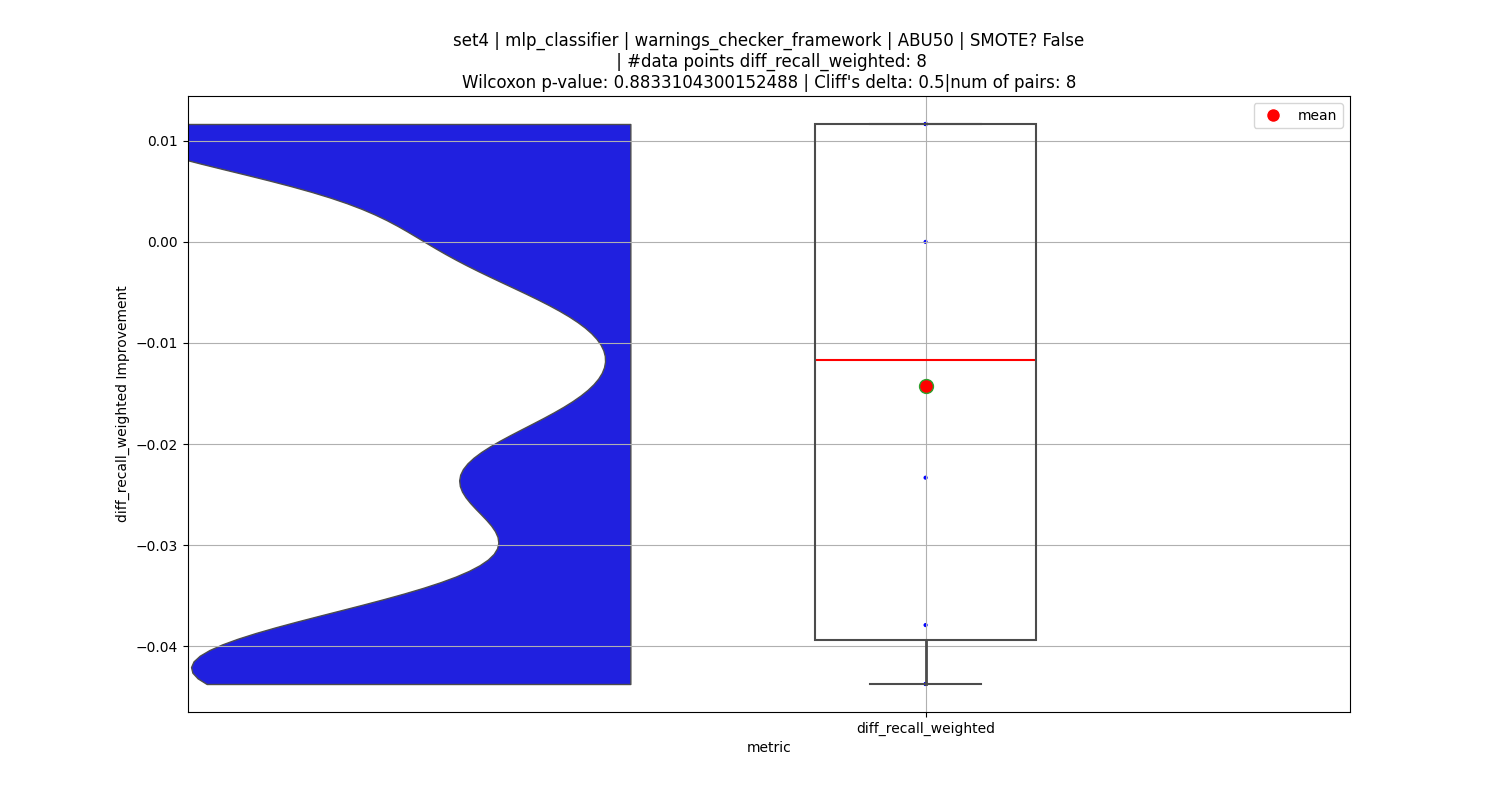 set4 | mlp_classifier | warnings_checker_framework | ABU50 | SMOTE? False
| #data points diff_recall_weighted: 8
Wilcoxon p-value: 0.8833104300152488 | Cliff's delta: 0.5|num of pairs: 8
mean
0.01
0.00
−0.01
−0.02
−0.03
−0.04
diff_recall_weighted Improvement
diff_recall_weighted
metric